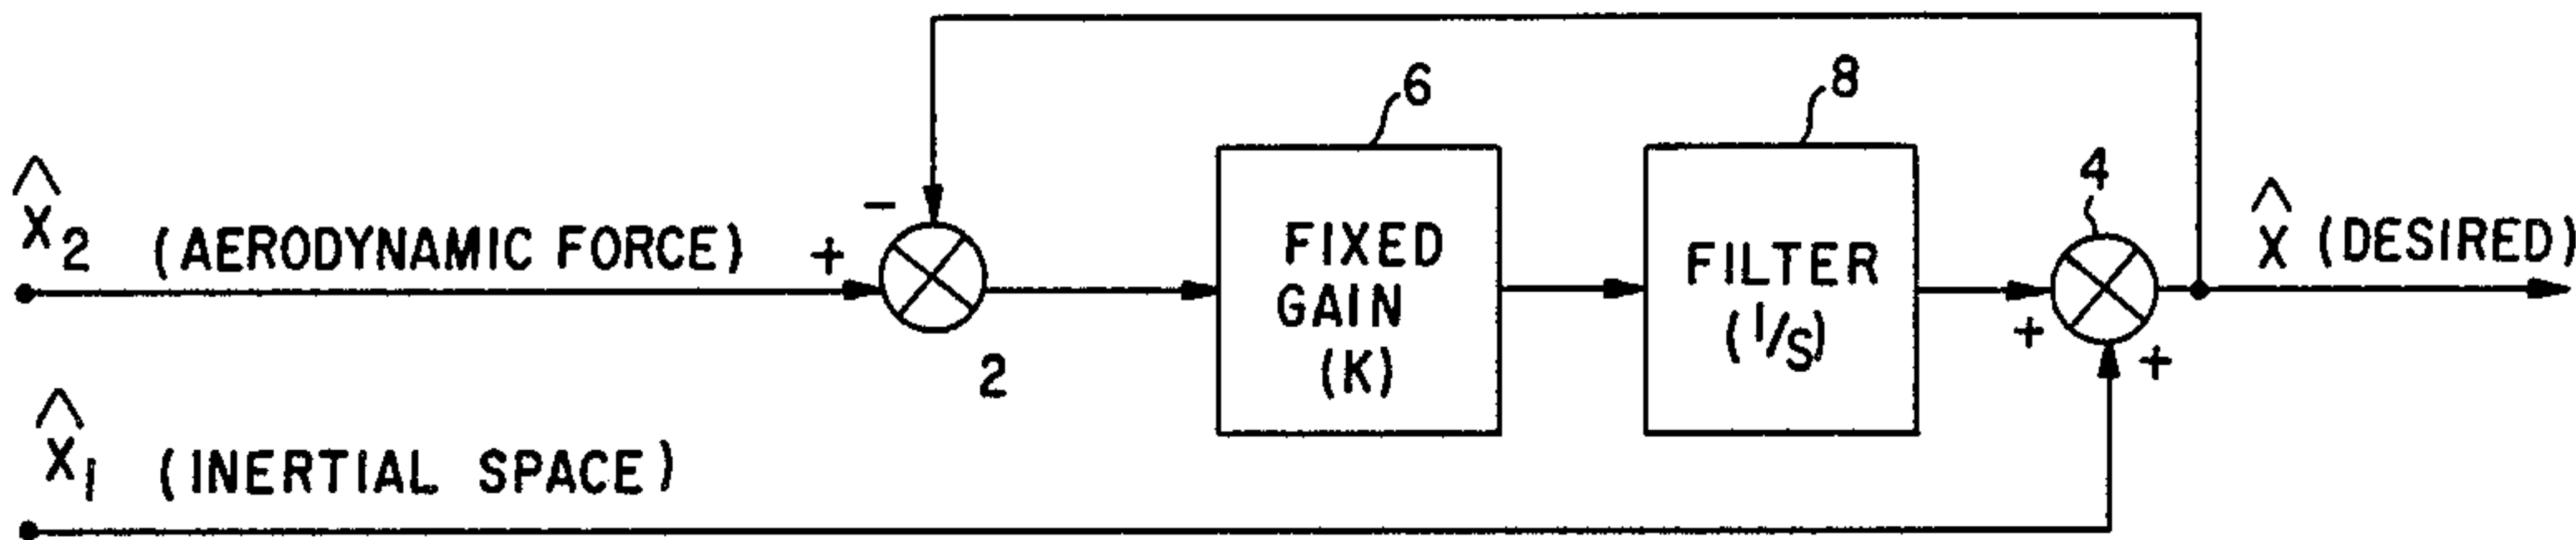 6
8
4
X̂2 (AERODYNAMIC FORCE)
-
+
2
FIXED
GAIN
(K)
FILTER
(1/S)
+
+
X̂ (DESIRED)
X̂1 (INERTIAL SPACE)